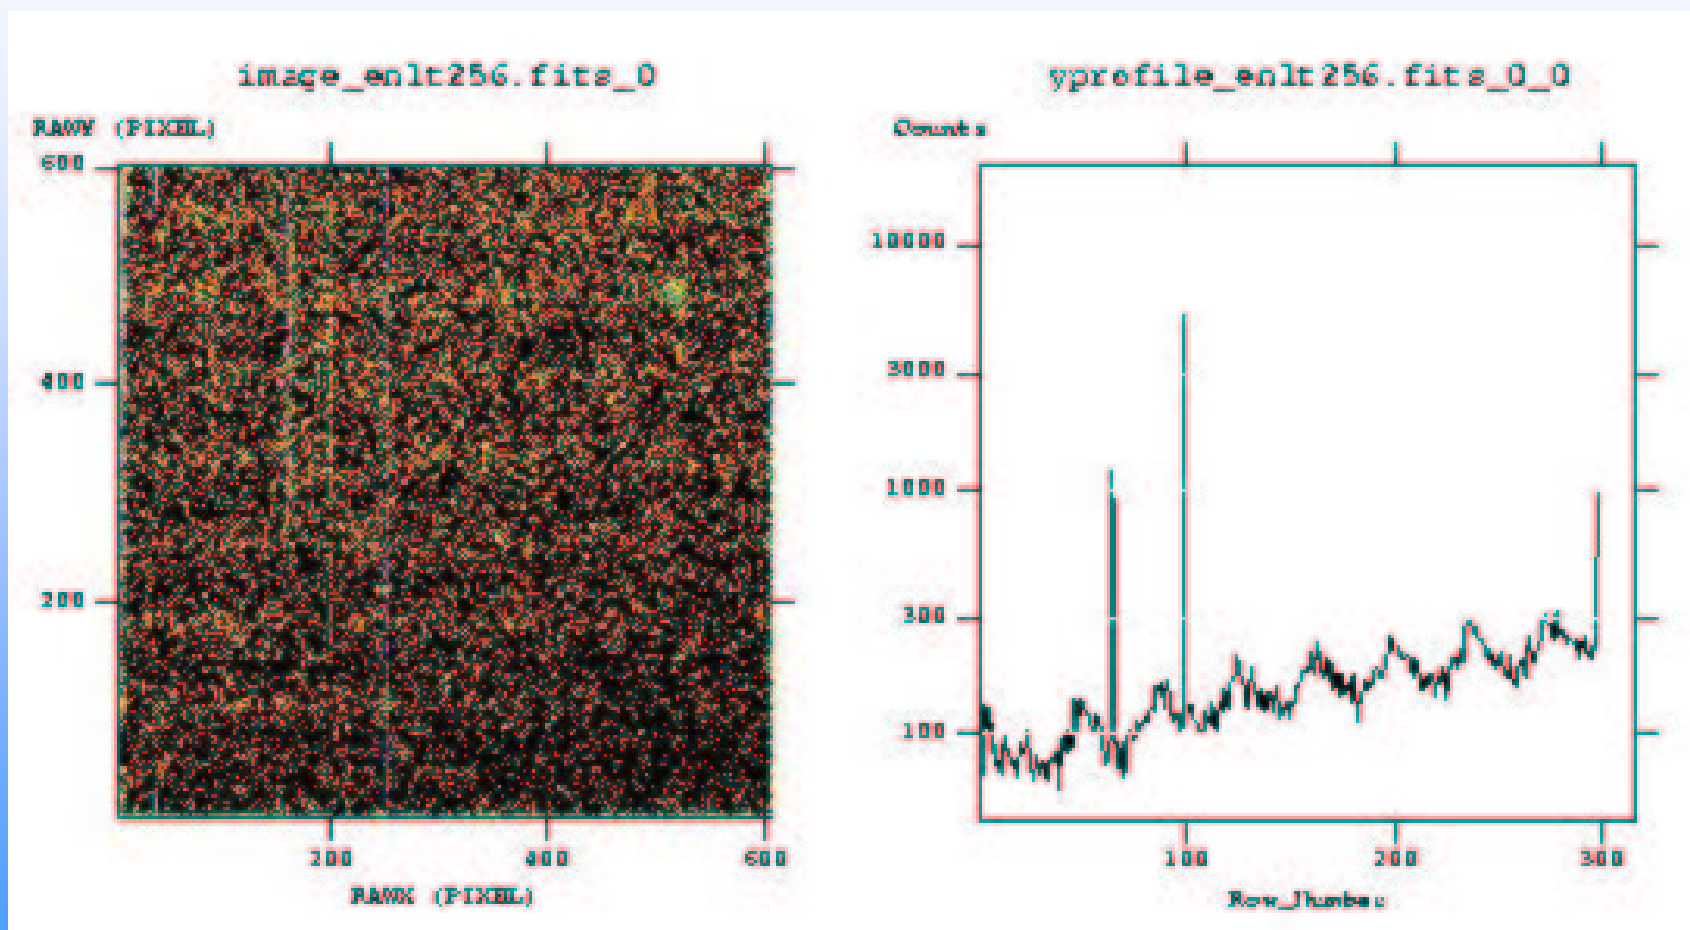 image_enlt256.fits_0
RAWY (PIXEL)
600
400
200
200 400 600
RAWX (PIXEL)
yprofile_enlt256.fits_0_0
Counts
10000
3000
1000
300
100
100 200 300
Row_Number